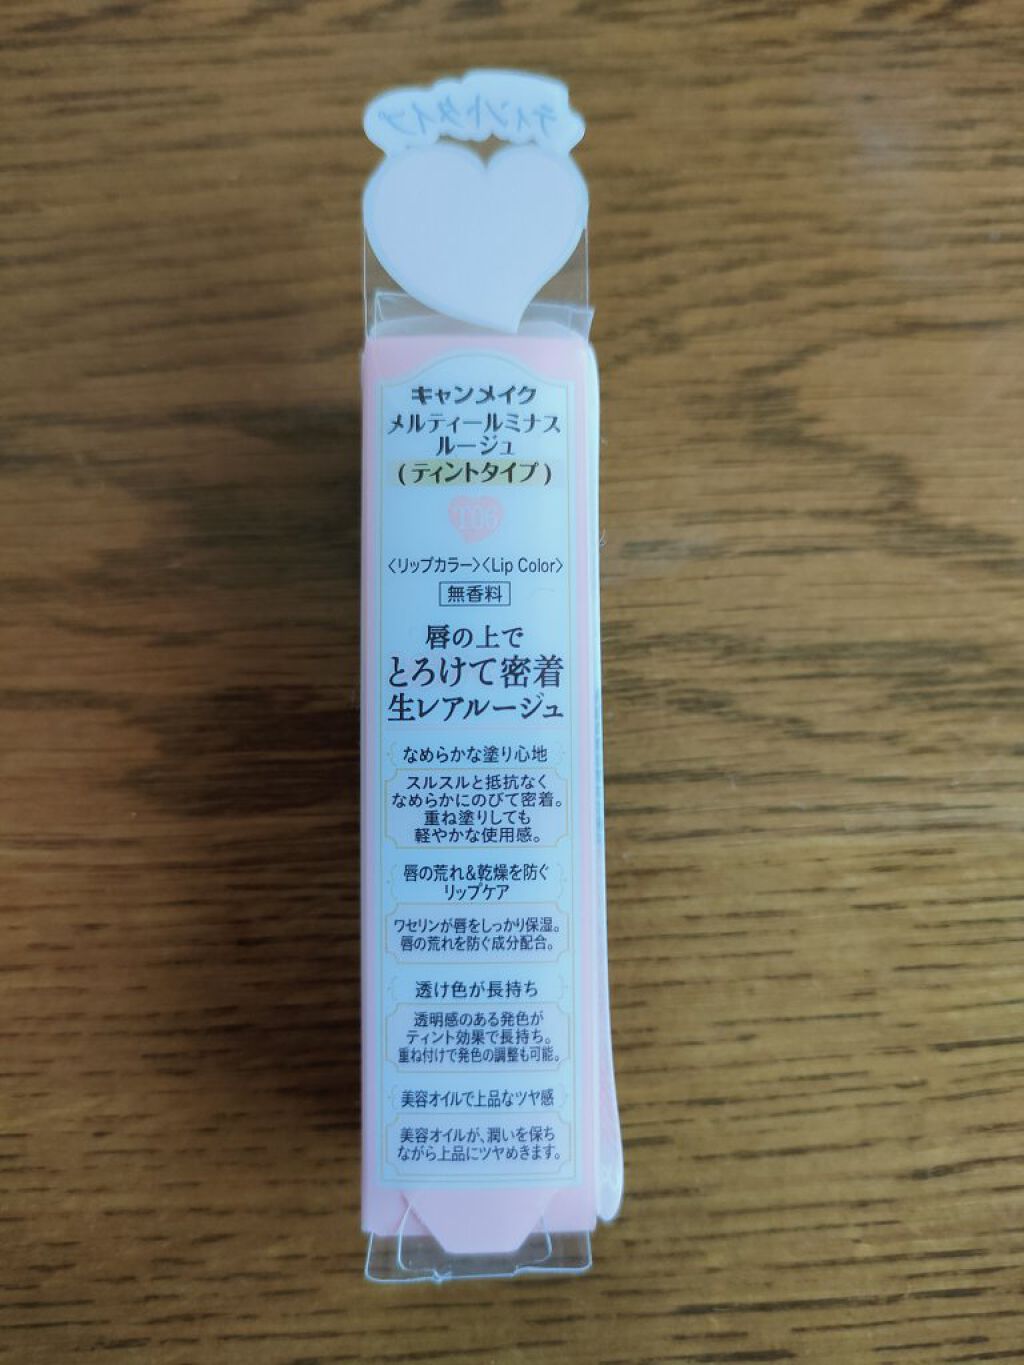 ティントタイプ
キャンメイク
メルティールミナス
ルージュ
(ティントタイプ)
T06
〈リップカラー〉〈Lip Color〉
無香料
唇の上で
とろけて密着
生レアルージュ
なめらかな塗り心地
スルスルと抵抗なく
なめらかにのびて密着。
重ね塗りしても
軽やかな使用感。
唇の荒れ&乾燥を防ぐ
リップケア
ワセリンが唇をしっかり保湿。
唇の荒れを防ぐ成分配合。
透け色が長持ち
透明感のある発色が
ティント効果で長持ち。
重ね付けで発色の調整も可能。
美容オイルで上品なツヤ感
美容オイルが、潤いを保ち
ながら上品にツヤめきます。